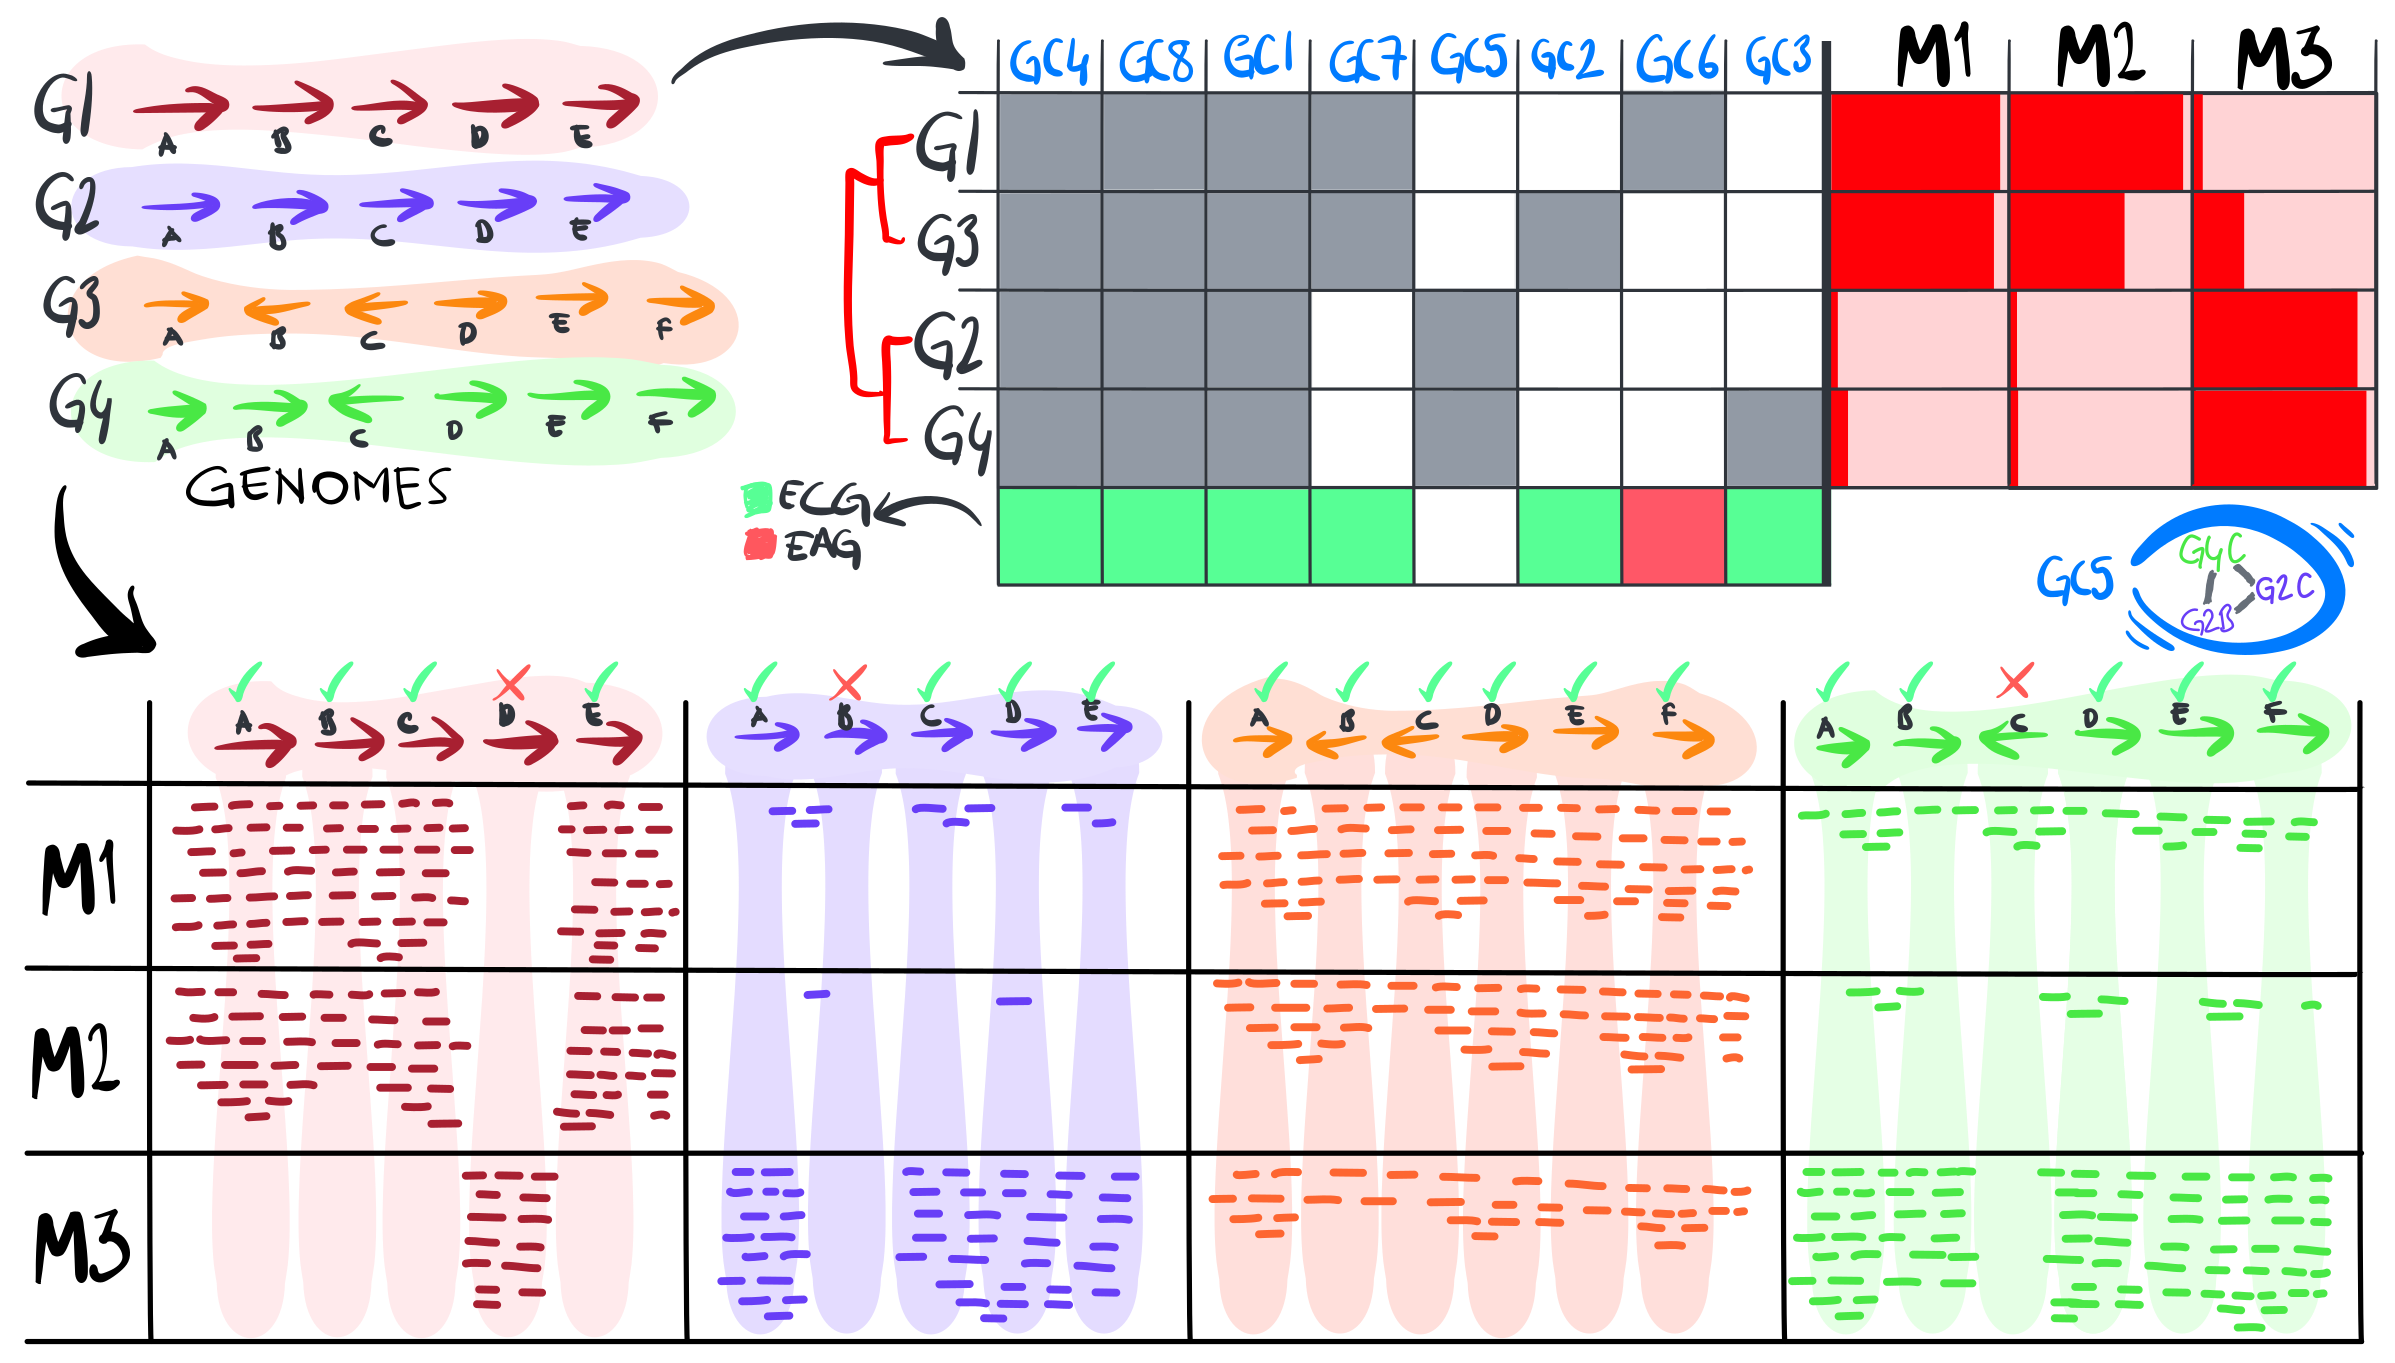 G1 A B C D E
G2 A B C D E
G3 A B C D E F
G4 A B C D E F
GENOMES
GC4 GC8 GC1 GC7 GC5 GC2 GC6 GC3 M1 M2 M3
G1
G3
G2
G4
ECG
EAG
GC5
G4C
G2C
G2B
A B C D E A B C D E A B C D E F A B C D E F
M1
M2
M3